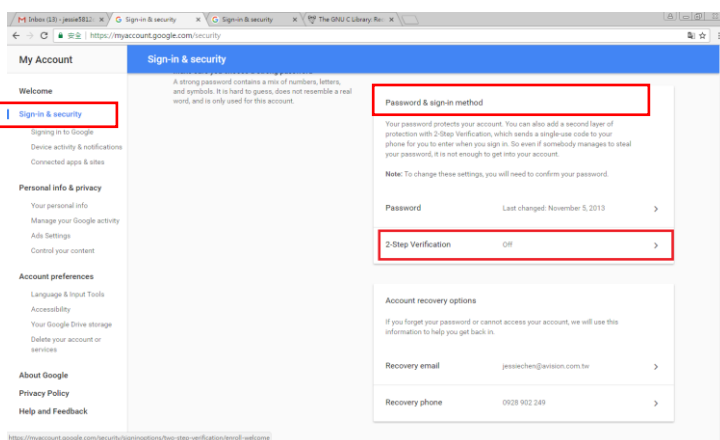 Inbox (13) - jessie5812
Sign-in & security
Sign-in & security
The GNU C Library: Re
安全 | https://myaccount.google.com/security
My Account
Sign-in & security
Welcome
Sign-in & security
Signing in to Google
Device activity & notifications
Connected apps & sites
Personal info & privacy
Your personal info
Manage your Google activity
Ads Settings
Control your content
Account preferences
Language & Input Tools
Accessibility
Your Google Drive storage
Delete your account or
services
About Google
Privacy Policy
Help and Feedback
A strong password contains a mix of numbers, letters,
and symbols. It is hard to guess, does not resemble a real
word, and is only used for this account.
Password & sign-in method
Your password protects your account. You can also add a second layer of
protection with 2-Step Verification, which sends a single-use code to your
phone for you to enter when you sign in. So even if somebody manages to steal
your password, it is not enough to get into your account.
Note: To change these settings, you will need to confirm your password.
Password Last changed: November 5, 2013
2-Step Verification Off
Account recovery options
If you forget your password or cannot access your account, we will use this
information to help you get back in.
Recovery email jessiechen@avision.com.tw
Recovery phone 0928 902 249
https://myaccount.google.com/security/signinoptions/two-step-verification/enroll-welcome